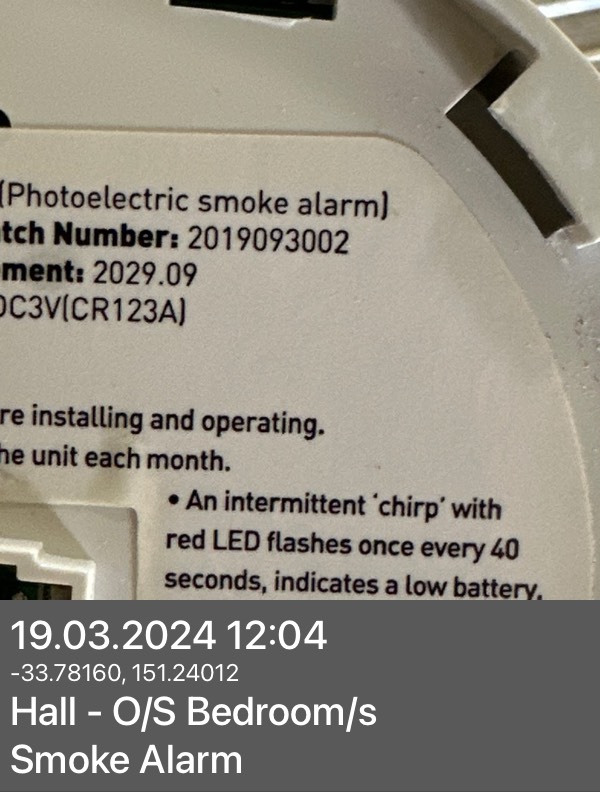 (Photoelectric smoke alarm)
tch Number: 2019093002
ment: 2029.09
DC3V(CR123A)
re installing and operating.
he unit each month.
• An intermittent 'chirp' with
red LED flashes once every 40
seconds, indicates a low battery.
19.03.2024 12:04
-33.78160, 151.24012
Hall - O/S Bedroom/s
Smoke Alarm